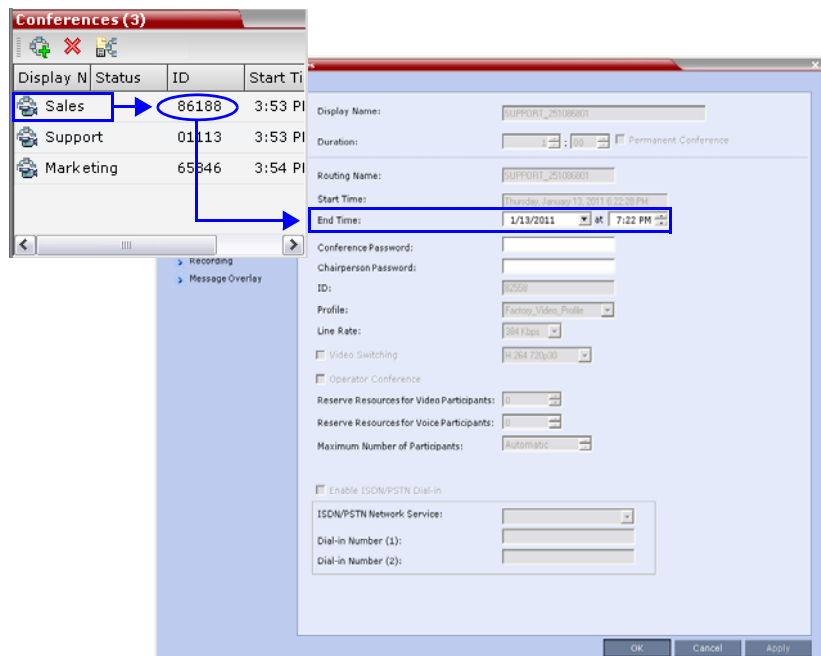 Conferences (3)
Display N Status ID Start Ti
Sales 86188 3:53 P
Support 01113 3:53 P
Marketing 65846 3:54 P
Recording
Message Overlay
Display Name: SUPPORT_251086801
Duration: 1 : 00 Permanent Conference
Routing Name: SUPPORT_251086801
Start Time: Thursday, January 13, 2011 6:22:28 PM
End Time: 1/13/2011 at 7:22 PM
Conference Password:
Chairperson Password:
ID: 82558
Profile: Factory_Video_Profile
Line Rate: 384 Kbps
Video Switching H.264 720p30
Operator Conference
Reserve Resources for Video Participants: 0
Reserve Resources for Voice Participants: 0
Maximum Number of Participants: Automatic
Enable ISDN/PSTN Dial-in
ISDN/PSTN Network Service:
Dial-in Number (1):
Dial-in Number (2):
OK Cancel Apply